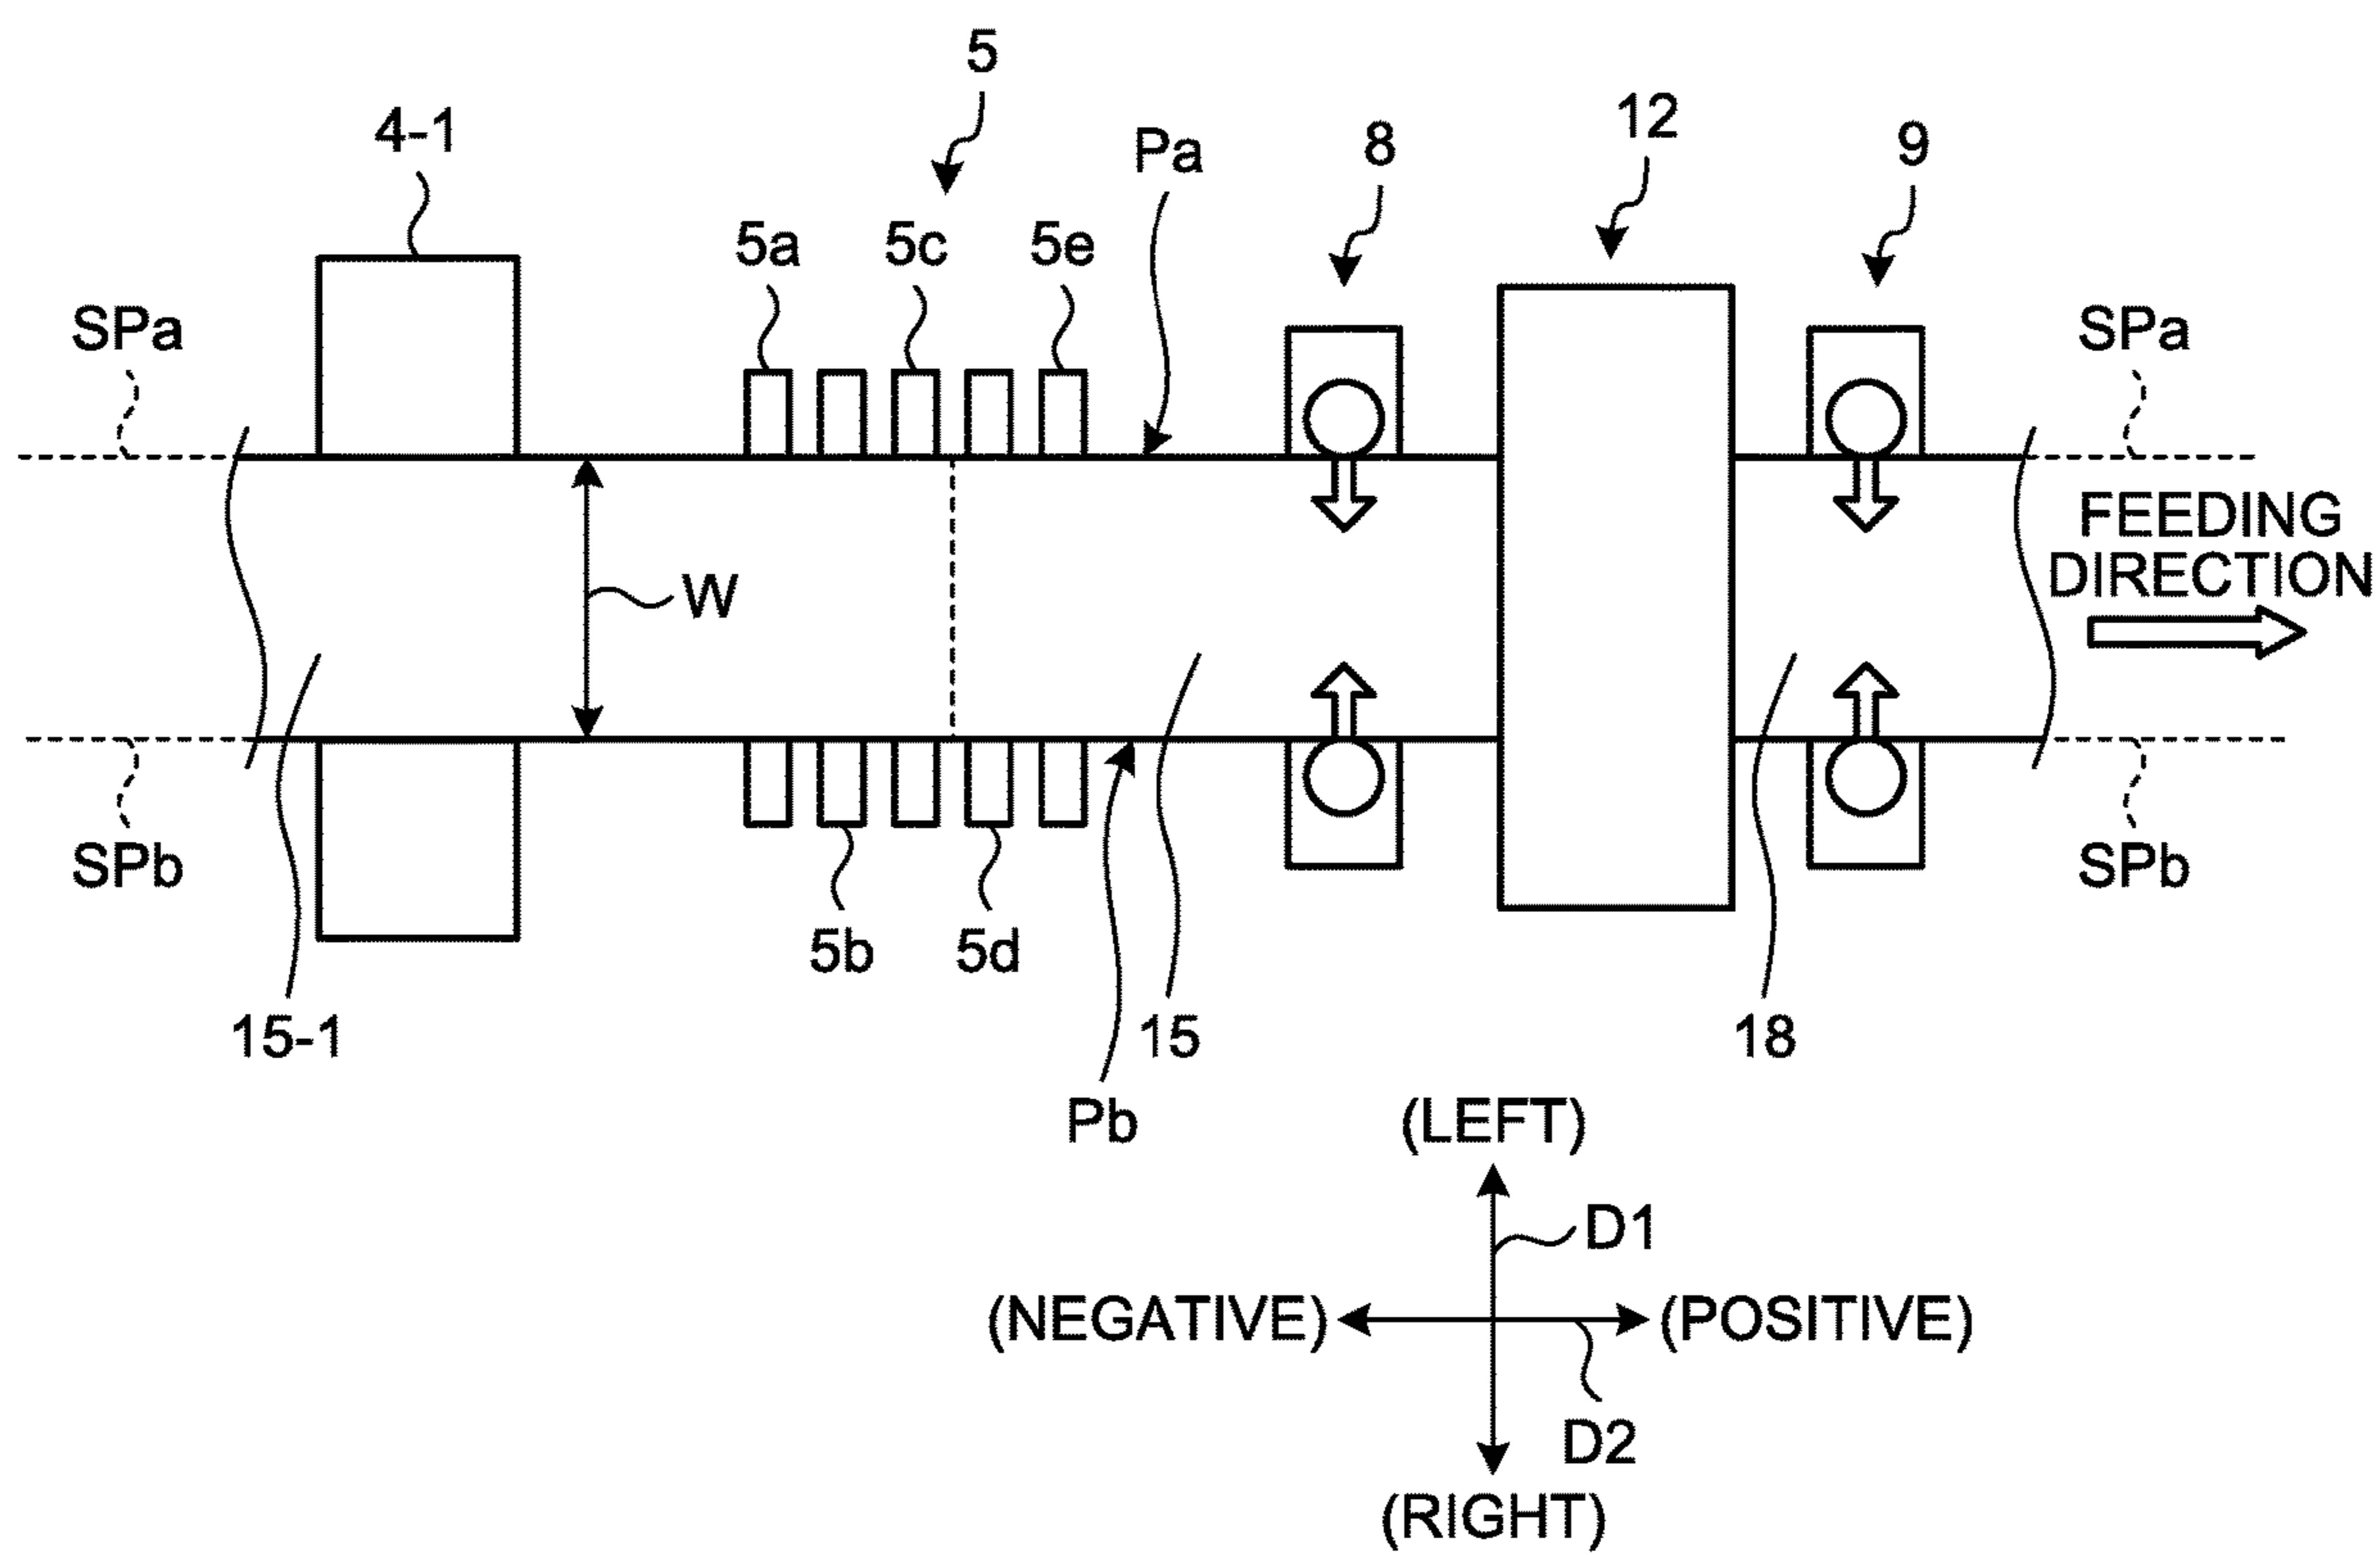 5
4-1
12
Pa
8
9
5a
5c
5e
SPa
SPa
FEEDING
DIRECTION
W
SPb
SPb
5b
5d
15-1
15
18
Pb
(LEFT)
D1
(NEGATIVE)
(POSITIVE)
D2
(RIGHT)